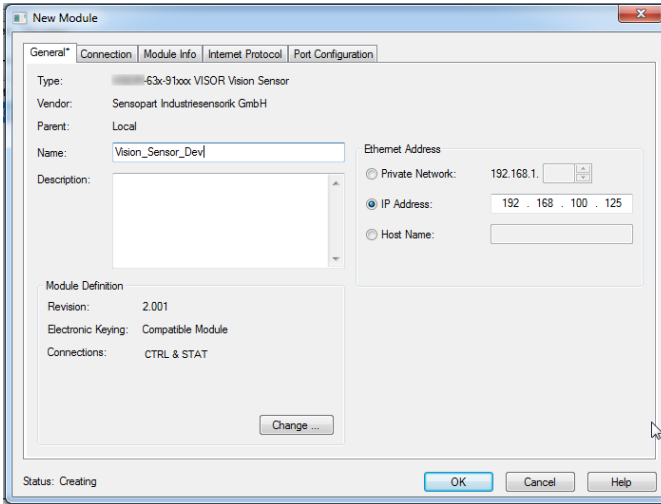 New Module
General* Connection Module Info Internet Protocol Port Configuration
Type: -63x-91xxx VISOR Vision Sensor
Vendor: Sensopart Industriesensorik GmbH
Parent: Local
Name: Vision_Sensor_Dev
Description:
Ethernet Address
Private Network: 192.168.1.
IP Address: 192 . 168 . 100 . 125
Host Name:
Module Definition
Revision: 2.001
Electronic Keying: Compatible Module
Connections: CTRL & STAT
Change ...
Status: Creating
OK Cancel Help